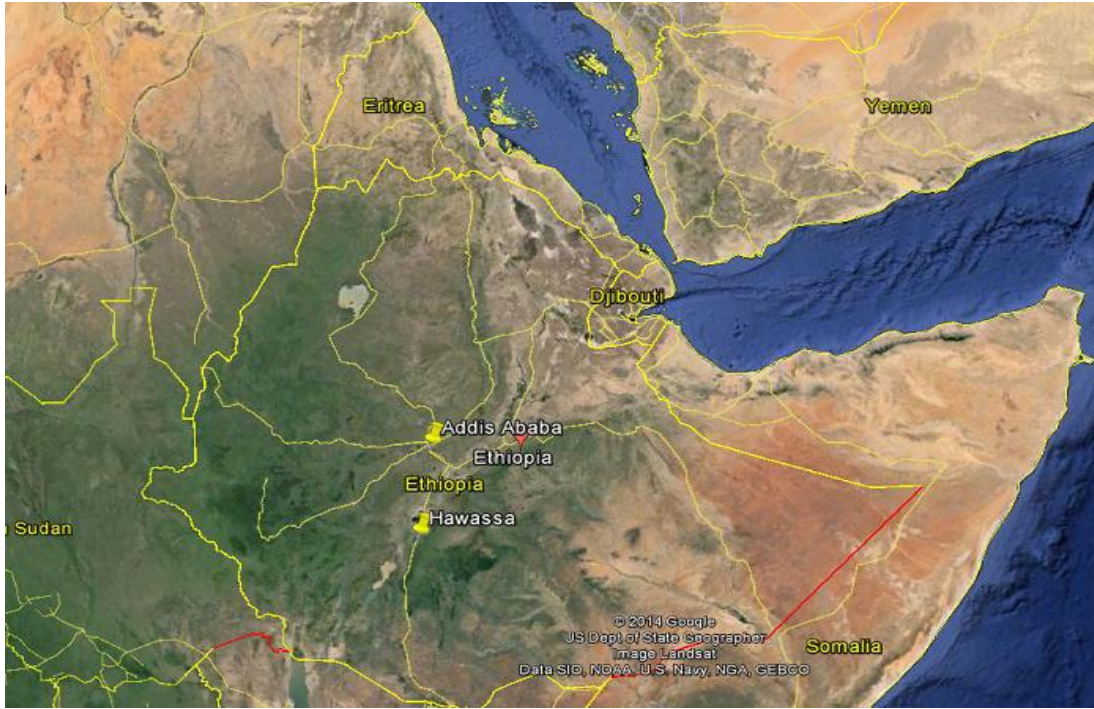 Eritrea
Yemen
Djibouti
Addis Ababa
Ethiopia
Ethiopia
Hawassa
Sudan
Somalia
© 2014 Google
US Dept of State Geographer
Image Landsat
Data SIO, NOAA, U.S. Navy, NGA, GEBCO